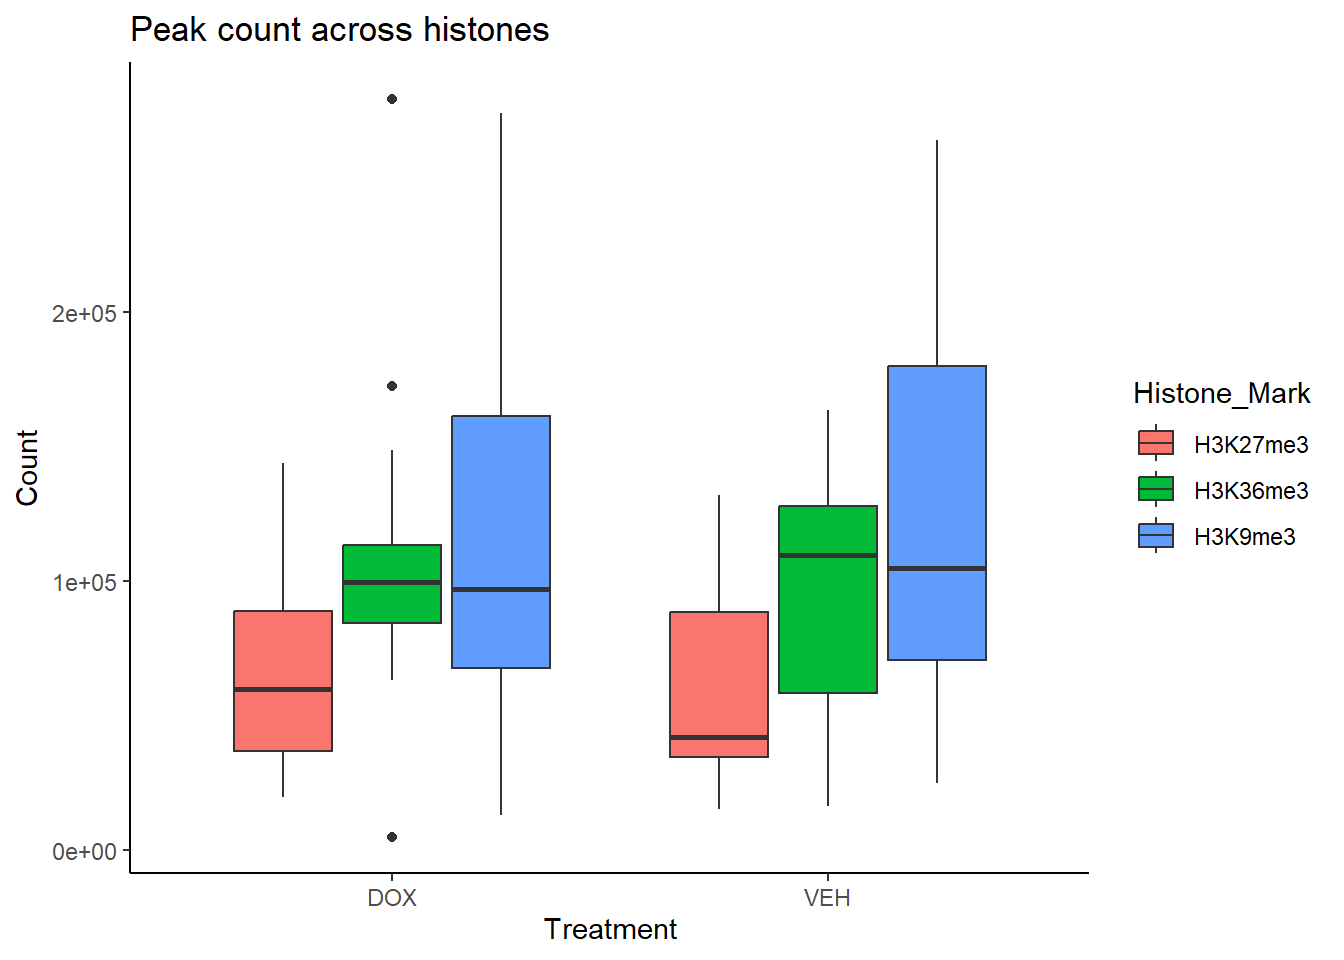 Peak count across histones
Count
2e+05
1e+05
0e+00
DOX
VEH
Treatment
Histone_Mark
H3K27me3
H3K36me3
H3K9me3